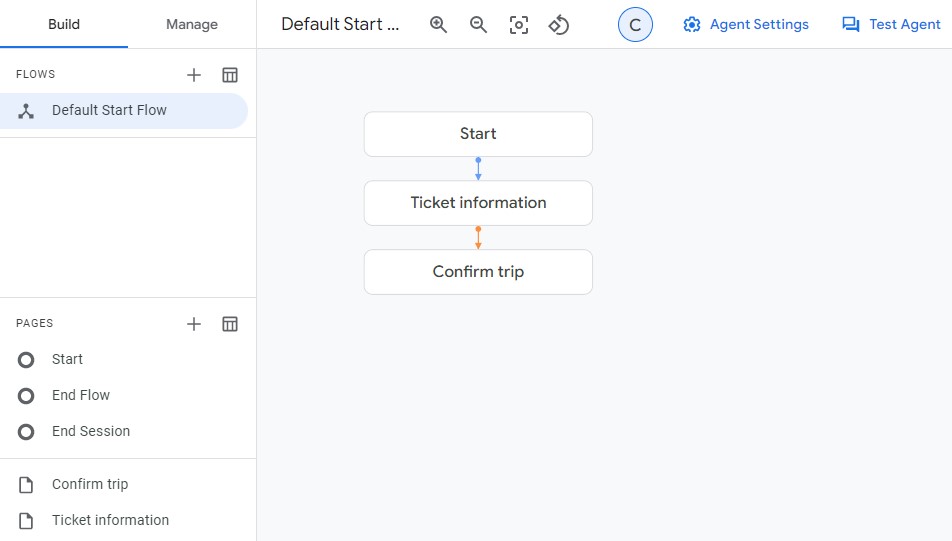 Build
Manage
Default Start ...
C
Agent Settings
Test Agent
FLOWS
Default Start Flow
Start
Ticket information
Confirm trip
PAGES
Start
End Flow
End Session
Confirm trip
Ticket information